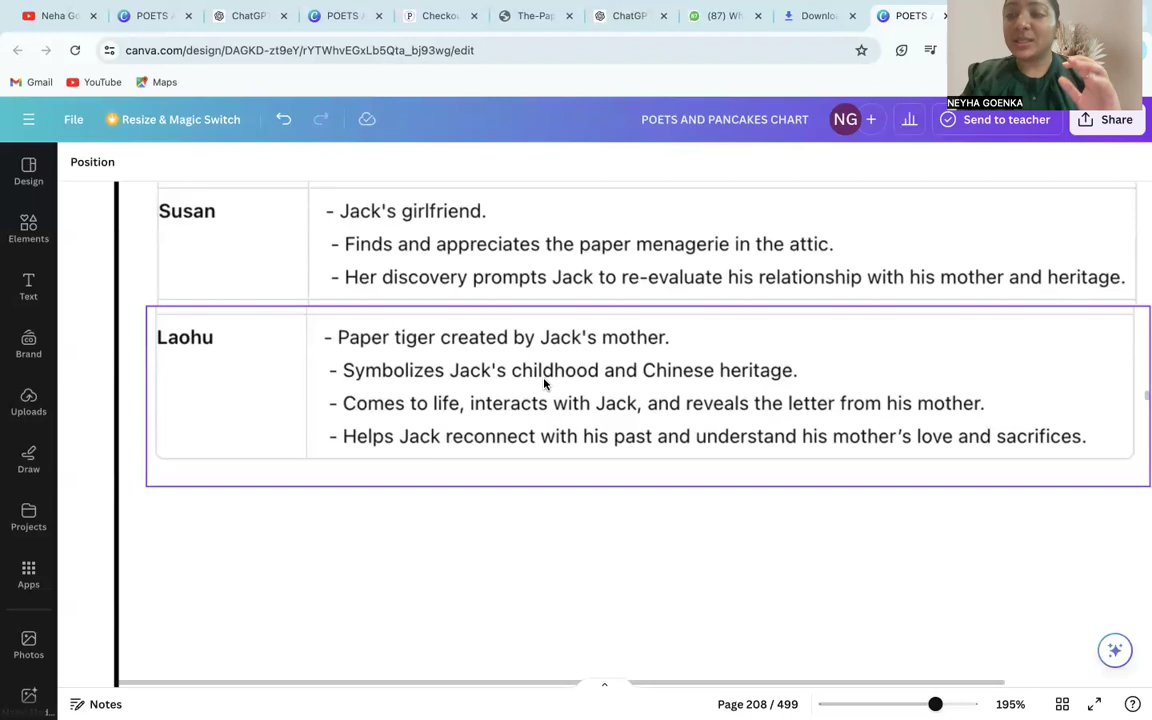 Neha Go
POETS A
ChatGP
POETS
Checko
The-Pap
ChatGP
(87) Wh
Downlo
POETS A
canva.com/design/DAGKD-zt9eY/rYTWhvEGxLb5Qta_bj93wg/edit
Gmail
YouTube
Maps
NEYHA GOENKA
File
Resize & Magic Switch
POETS AND PANCAKES CHART
NG
+
Send to teacher
Share
Design
Elements
Text
Brand
Uploads
Draw
Projects
Apps
Photos
Position
Susan
- Jack's girlfriend.
- Finds and appreciates the paper menagerie in the attic.
- Her discovery prompts Jack to re-evaluate his relationship with his mother and heritage.
Laohu
- Paper tiger created by Jack's mother.
- Symbolizes Jack's childhood and Chinese heritage.
- Comes to life, interacts with Jack, and reveals the letter from his mother.
- Helps Jack reconnect with his past and understand his mother’s love and sacrifices.
Notes
Page 208 / 499
195%